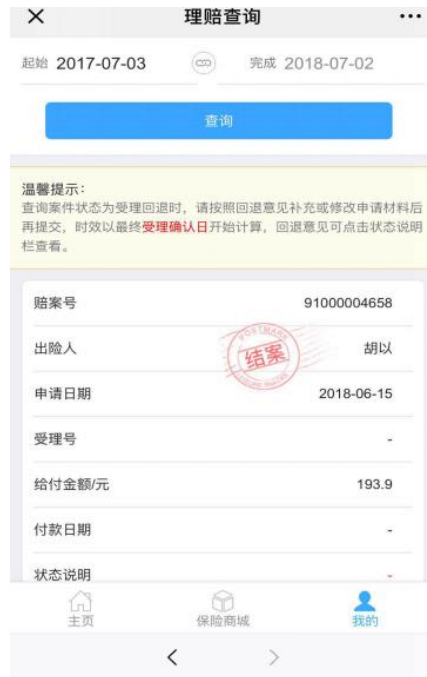 理赔查询
起始 2017-07-03 完成 2018-07-02
查询
温馨提示:
查询案件状态为受理回退时，请按照回退意见补充或修改申请材料后
再提交，时效以最终受理确认日开始计算，回退意见可点击状态说明
栏查看。
赔案号 91000004658
出险人 胡以
结案
申请日期 2018-06-15
受理号 -
给付金额/元 193.9
付款日期 -
状态说明 -
主页 保险商城 我的